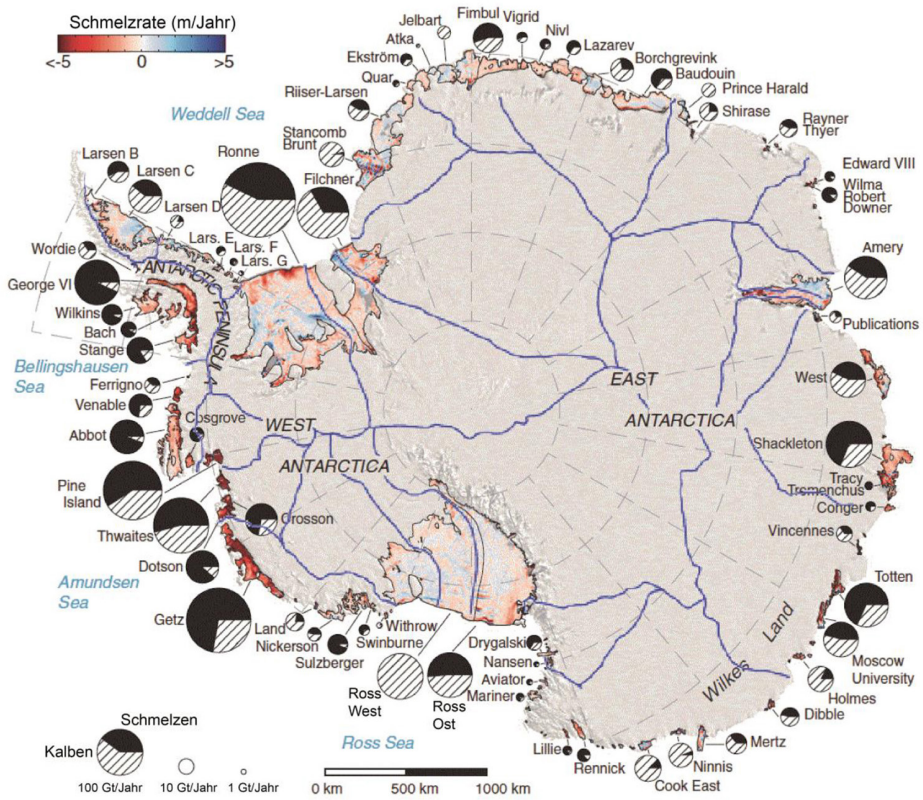 Schmelzrate (m/Jahr)
<-5 0 >5
Jelbart
Fimbul
Vigrid
Nivl
Atka
Lazarev
Ekström
Borchgrevink
Quar
Baudouin
Riiser-Larsen
Prince Harald
Weddell Sea
Shirase
Stancomb
Brunt
Rayner
Thyer
Larsen B
Ronne
Larsen C
Filchner
Edward VIII
Wilma
Robert
Downer
Larsen D
Wordie
Lars. E
Lars. F
Lars. G
Amery
ANTARCTIC PENINSULA
George VI
Wilkins
Bach
Publications
Stange
Bellingshausen
Sea
EAST
ANTARCTICA
West
Ferrigno
Venable
Cosgrove
WEST
ANTARCTICA
Abbot
Shackleton
Pine
Island
Tracy
Tremenchus
Conger
Crosson
Thwaites
Vincennes
Dotson
Amundsen
Sea
Totten
Getz
Wilkes Land
Land
Nickerson
Sulzberger
Withrow
Swinburne
Drygalski
Nansen
Aviator
Mariner
Moscow
University
Holmes
Ross
West
Ross
Ost
Dibble
Ross Sea
Lillie
Rennick
Mertz
Ninnis
Cook East
Schmelzen
Kalben
100 Gt/Jahr 10 Gt/Jahr 1 Gt/Jahr
0 km 500 km 1000 km